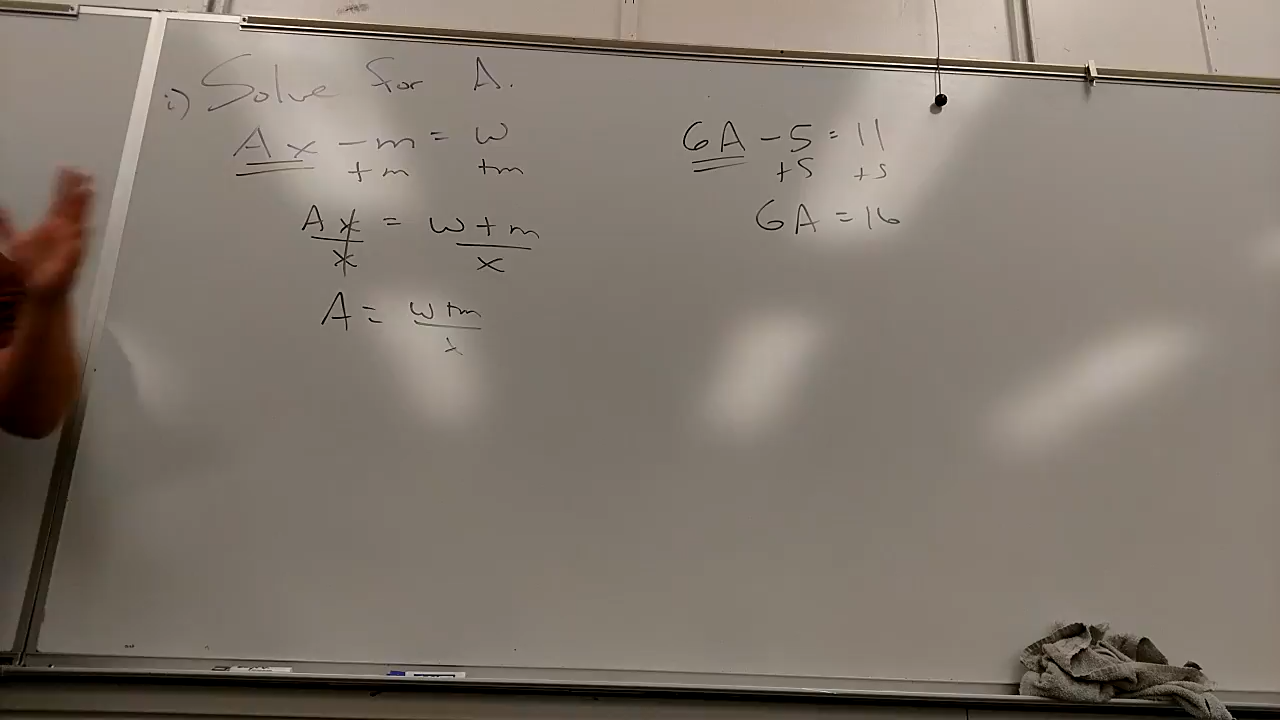 i) Solve for A.
Ax - m = w
+m +m
Ax = w + m
x x
A = w + m
x
6A - 5 = 11
+5 +5
6A = 16